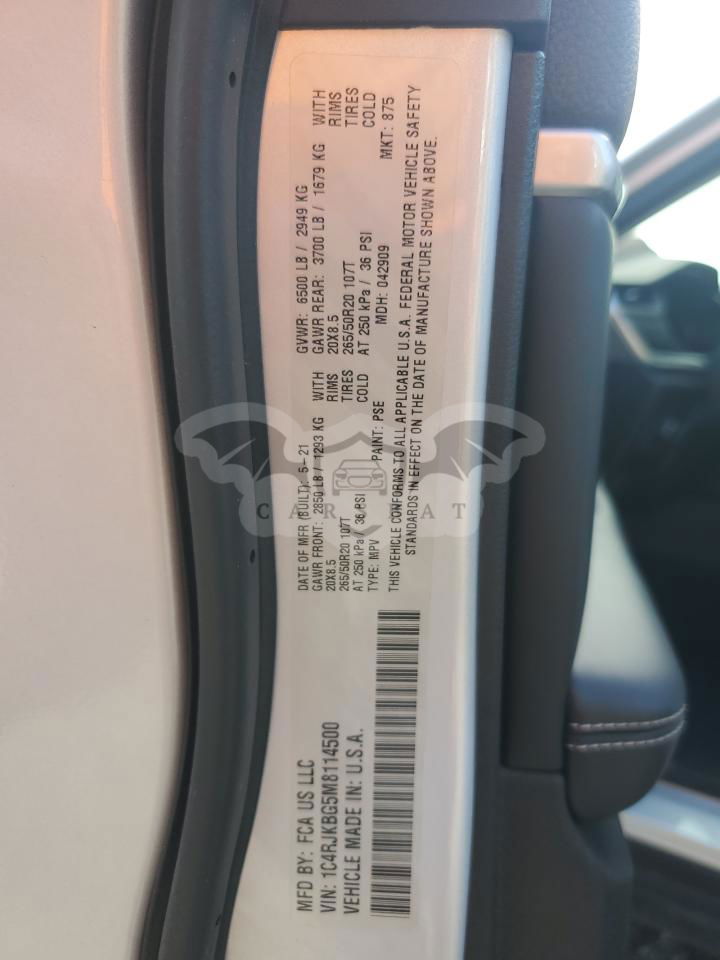 MFD BY: FCA US LLC
VIN: 1C4RJKBG5M8114500
VEHICLE MADE IN: U.S.A.
DATE OF MFR (BUILT): 5-21 GVWR: 6500 LB / 2949 KG
GAWR FRONT: 2850 LB / 1293 KG WITH GAWR REAR: 3700 LB / 1679 KG WITH
20X8.5 RIMS 20X8.5 RIMS
265/50R20 107T TIRES 265/50R20 107T TIRES
AT 250 kPa / 36 PSI COLD AT 250 kPa / 36 PSI COLD
TYPE: MPV PAINT: PSE MDH: 042909 MKT: 875
THIS VEHICLE CONFORMS TO ALL APPLICABLE U.S.A. FEDERAL MOTOR VEHICLE SAFETY
STANDARDS IN EFFECT ON THE DATE OF MANUFACTURE SHOWN ABOVE.